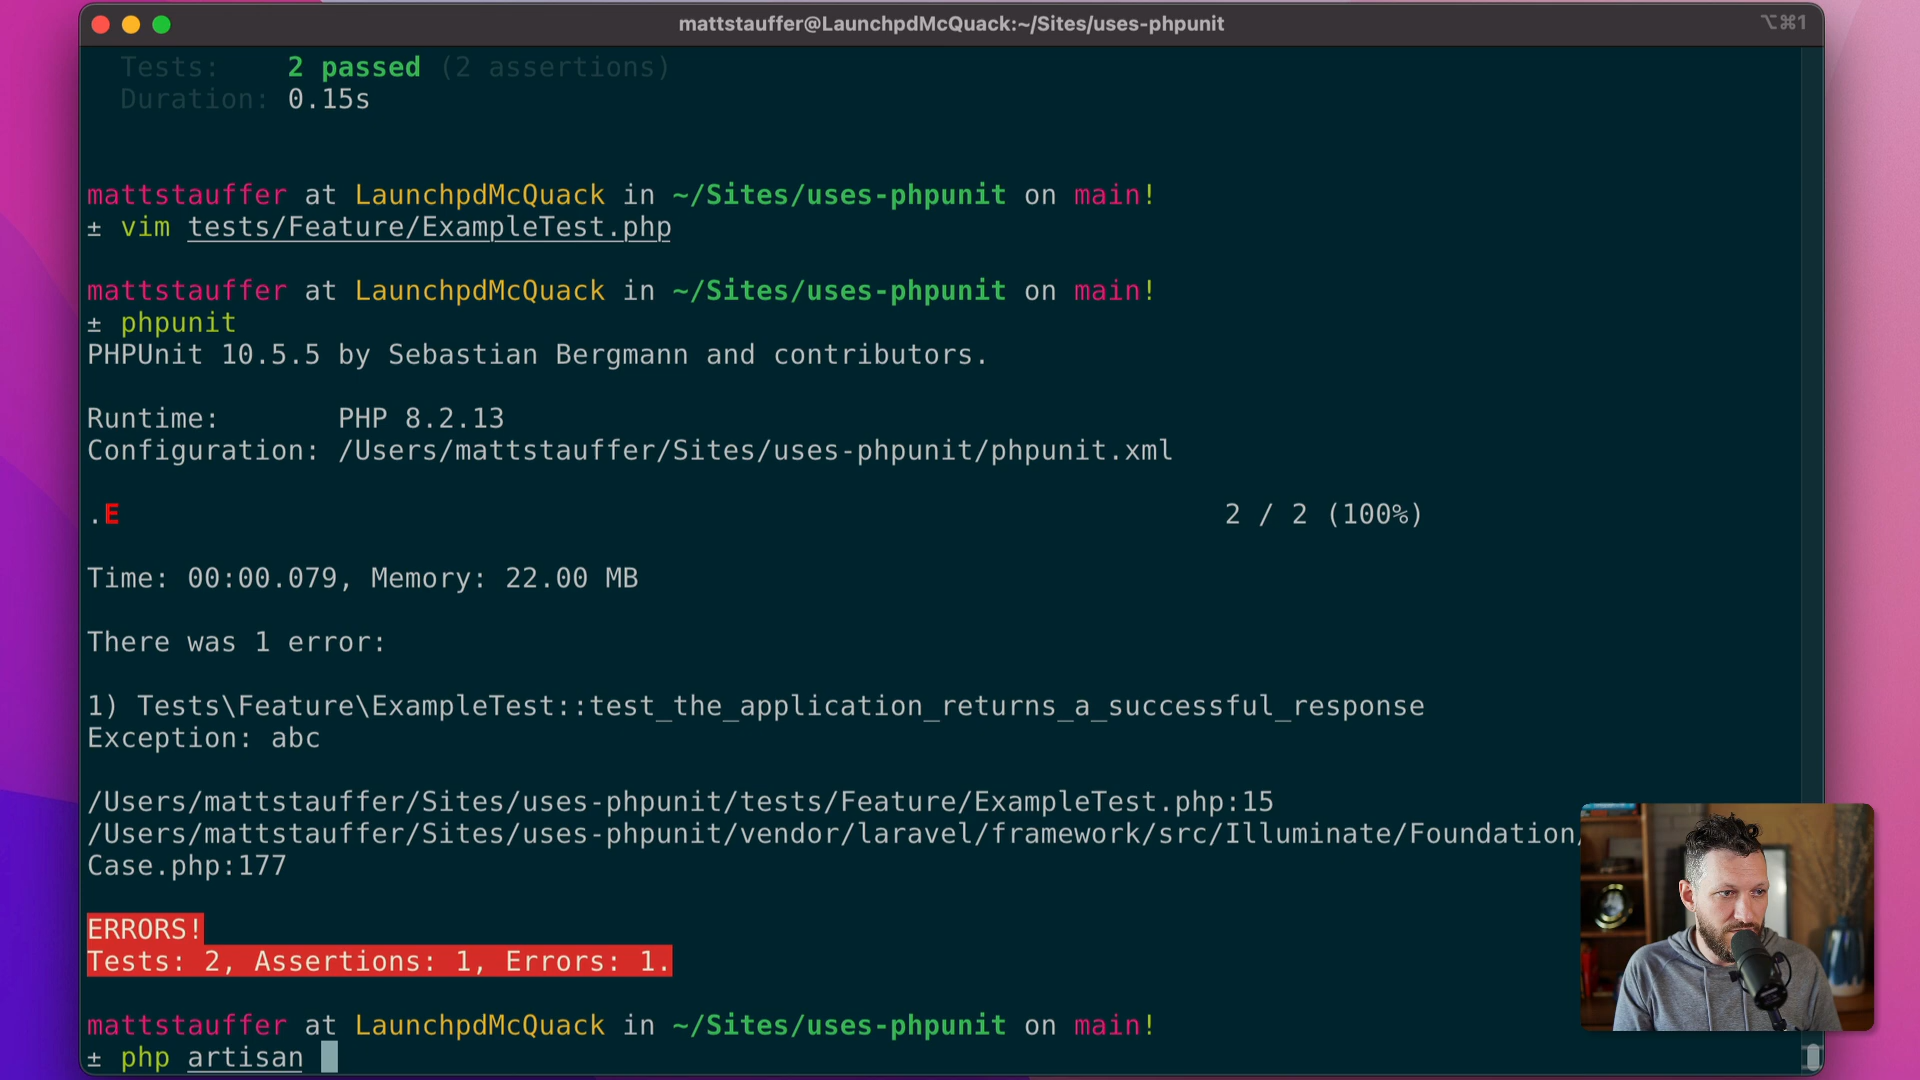 mattstauffer@LaunchpdMcQuack:~/Sites/uses-phpunit
⌥⌘1
Tests: 2 passed (2 assertions)
Duration: 0.15s
mattstauffer at LaunchpdMcQuack in ~/Sites/uses-phpunit on main!
± vim tests/Feature/ExampleTest.php
mattstauffer at LaunchpdMcQuack in ~/Sites/uses-phpunit on main!
± phpunit
PHPUnit 10.5.5 by Sebastian Bergmann and contributors.
Runtime: PHP 8.2.13
Configuration: /Users/mattstauffer/Sites/uses-phpunit/phpunit.xml
.E 2 / 2 (100%)
Time: 00:00.079, Memory: 22.00 MB
There was 1 error:
1) Tests\Feature\ExampleTest::test_the_application_returns_a_successful_response
Exception: abc
/Users/mattstauffer/Sites/uses-phpunit/tests/Feature/ExampleTest.php:15
/Users/mattstauffer/Sites/uses-phpunit/vendor/laravel/framework/src/Illuminate/Foundation/
Case.php:177
ERRORS!
Tests: 2, Assertions: 1, Errors: 1.
mattstauffer at LaunchpdMcQuack in ~/Sites/uses-phpunit on main!
± php artisan